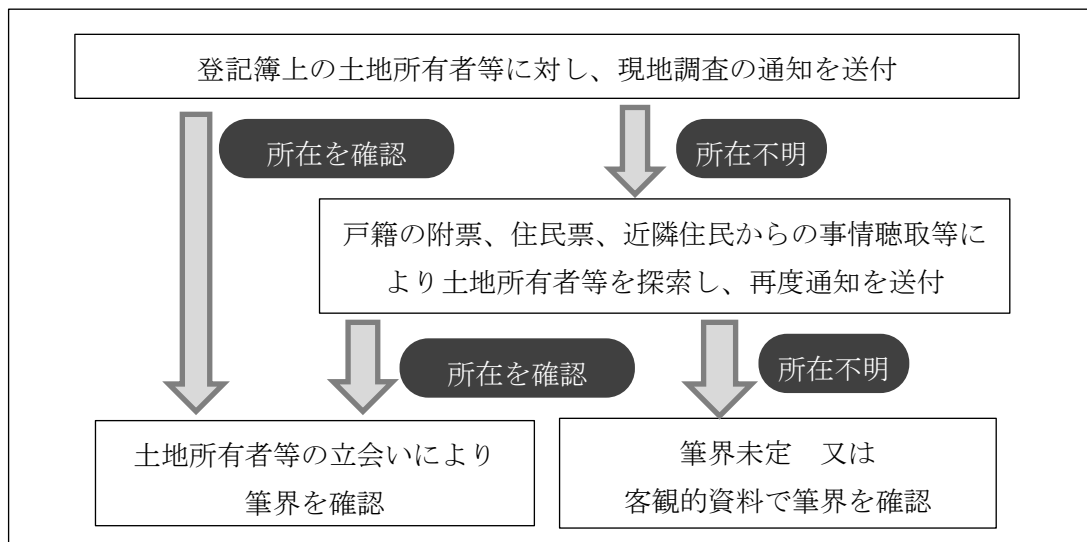 登記簿上の土地所有者等に対し、現地調査の通知を送付
所在を確認
所在不明
戸籍の附票、住民票、近隣住民からの事情聴取等に
より土地所有者等を探索し、再度通知を送付
所在を確認
所在不明
土地所有者等の立会いにより
筆界を確認
筆界未定　又は
客観的資料で筆界を確認